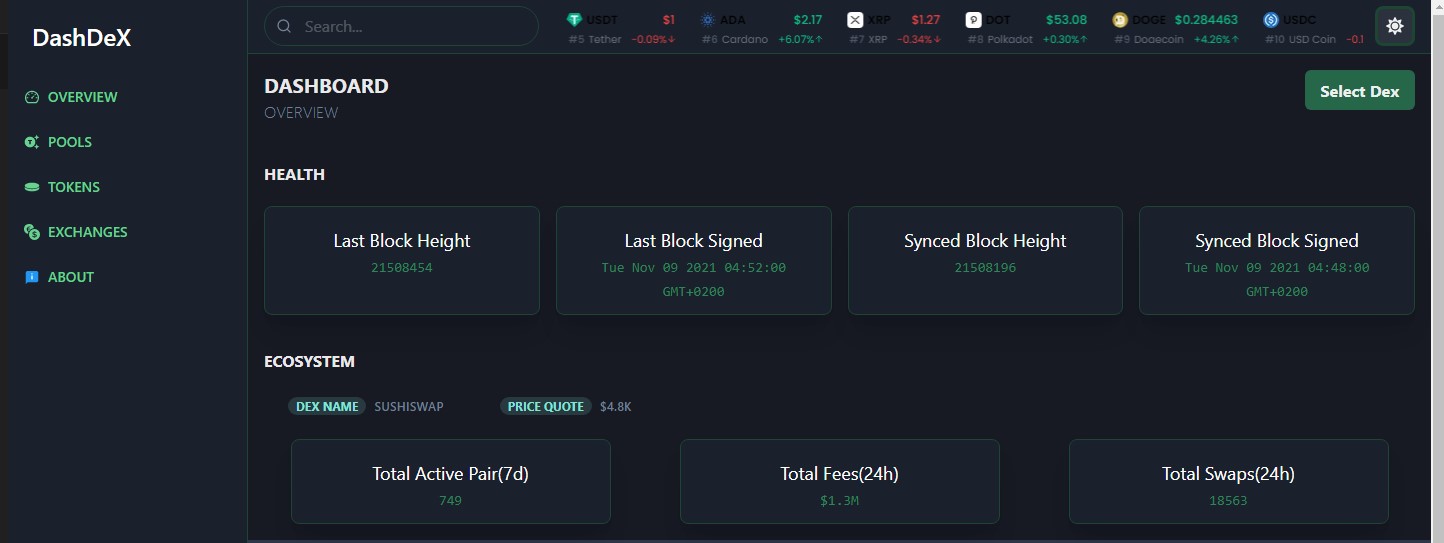 DashDeX
OVERVIEW
POOLS
TOKENS
EXCHANGES
ABOUT
Search...
USDT $1
#5 Tether -0.09%↓
ADA $2.17
#6 Cardano +6.07%↑
XRP $1.27
#7 XRP -0.34%↓
DOT $53.08
#8 Polkadot +0.30%↑
DOGE $0.284463
#9 Dogecoin +4.26%↑
USDC
#10 USD Coin -0.1
DASHBOARD
OVERVIEW
Select Dex
HEALTH
Last Block Height
21508454
Last Block Signed
Tue Nov 09 2021 04:52:00
GMT+0200
Synced Block Height
21508196
Synced Block Signed
Tue Nov 09 2021 04:48:00
GMT+0200
ECOSYSTEM
DEX NAME SUSHISWAP
PRICE QUOTE $4.8K
Total Active Pair(7d)
749
Total Fees(24h)
$1.3M
Total Swaps(24h)
18563